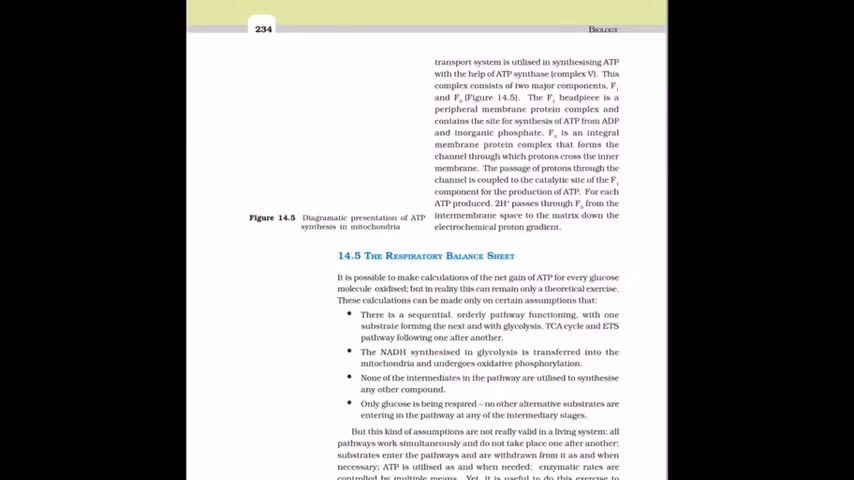 234
BIOLOGY
transport system is utilised in synthesising ATP
with the help of ATP synthase (complex V). This
complex consists of two major components, F1
and F0 (Figure 14.5). The F1 headpiece is a
peripheral membrane protein complex and
contains the site for synthesis of ATP from ADP
and inorganic phosphate. F0 is an integral
membrane protein complex that forms the
channel through which protons cross the inner
membrane. The passage of protons through the
channel is coupled to the catalytic site of the F1
component for the production of ATP. For each
ATP produced, 2H+ passes through F0 from the
intermembrane space to the matrix down the
electrochemical proton gradient.
Figure 14.5 Diagramatic presentation of ATP
synthesis in mitochondria
14.5 THE RESPIRATORY BALANCE SHEET
It is possible to make calculations of the net gain of ATP for every glucose
molecule oxidised; but in reality this can remain only a theoretical exercise.
These calculations can be made only on certain assumptions that:
• There is a sequential, orderly pathway functioning, with one
substrate forming the next and with glycolysis, TCA cycle and ETS
pathway following one after another.
• The NADH synthesised in glycolysis is transferred into the
mitochondria and undergoes oxidative phosphorylation.
• None of the intermediates in the pathway are utilised to synthesise
any other compound.
• Only glucose is being respired – no other alternative substrates are
entering in the pathway at any of the intermediary stages.
But this kind of assumptions are not really valid in a living system; all
pathways work simultaneously and do not take place one after another;
substrates enter the pathways and are withdrawn from it as and when
necessary; ATP is utilised as and when needed; enzymatic rates are
controlled by multiple means. Yet, it is useful to do this exercise to